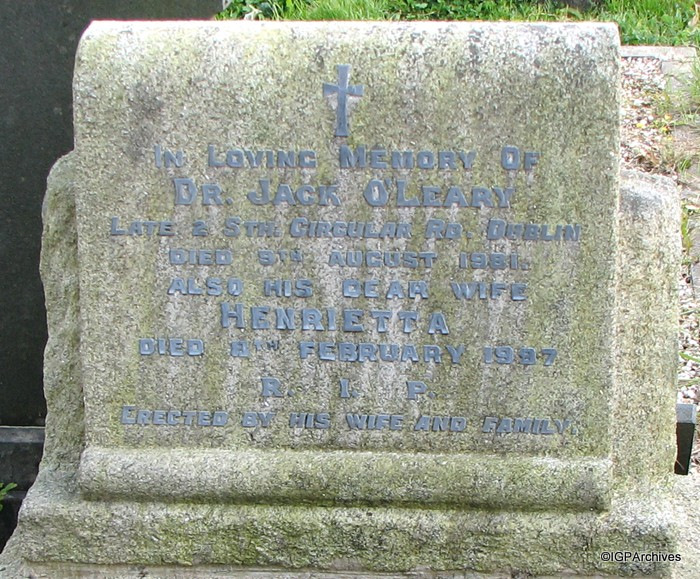 In Loving Memory Of
Dr. Jack O'Leary
Late 2 Sth. Circular Rd. Dublin
died 9th August 1981.
also his dear wife
Henrietta
died February 1997
R. I. P.
Erected by his wife and family.
©IGPArchives